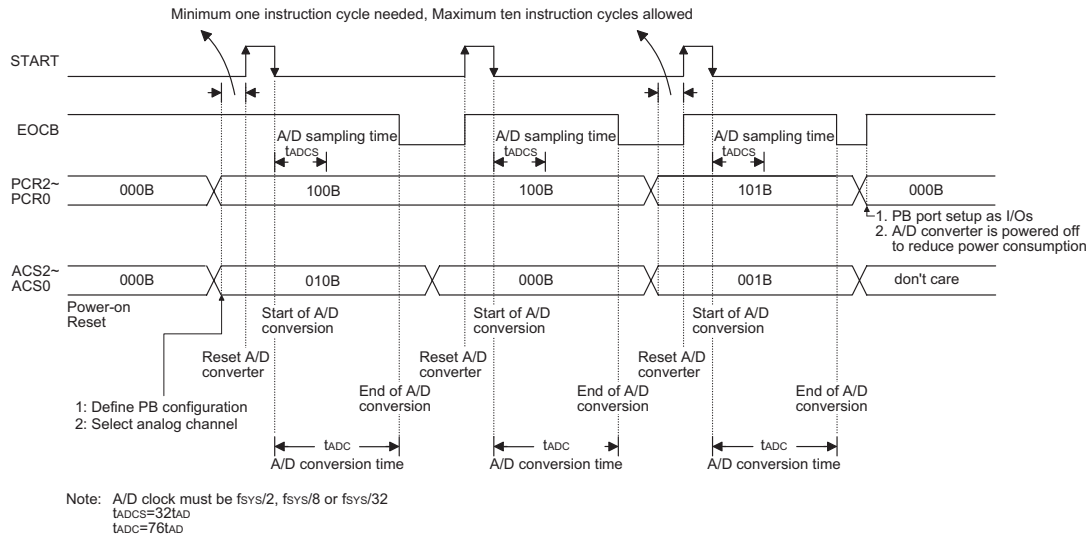 Minimum one instruction cycle needed, Maximum ten instruction cycles allowed
START
EOCB
A/D sampling time
tADCS
A/D sampling time
tADCS
A/D sampling time
tADCS
PCR2~
PCR0
000B
100B
100B
101B
000B
1. PB port setup as I/Os
2. A/D converter is powered off
to reduce power consumption
ACS2~
ACS0
000B
010B
000B
001B
don't care
Power-on
Reset
Start of A/D
conversion
Start of A/D
conversion
Start of A/D
conversion
Reset A/D
converter
Reset A/D
converter
Reset A/D
converter
End of A/D
conversion
End of A/D
conversion
End of A/D
conversion
1: Define PB configuration
2: Select analog channel
tADC
A/D conversion time
tADC
A/D conversion time
tADC
A/D conversion time
Note: A/D clock must be fSYS/2, fSYS/8 or fSYS/32
tADCS=32tAD
tADC=76tAD